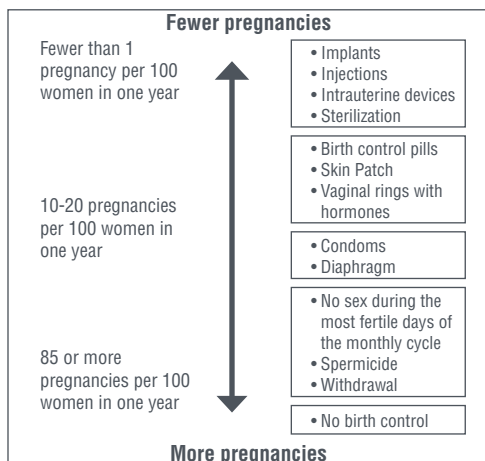 Fewer pregnancies
Fewer than 1
pregnancy per 100
women in one year
• Implants
• Injections
• Intrauterine devices
• Sterilization
• Birth control pills
• Skin Patch
• Vaginal rings with
hormones
10-20 pregnancies
per 100 women in
one year
• Condoms
• Diaphragm
• No sex during the
most fertile days of
the monthly cycle
• Spermicide
• Withdrawal
85 or more
pregnancies per 100
women in one year
• No birth control
More pregnancies